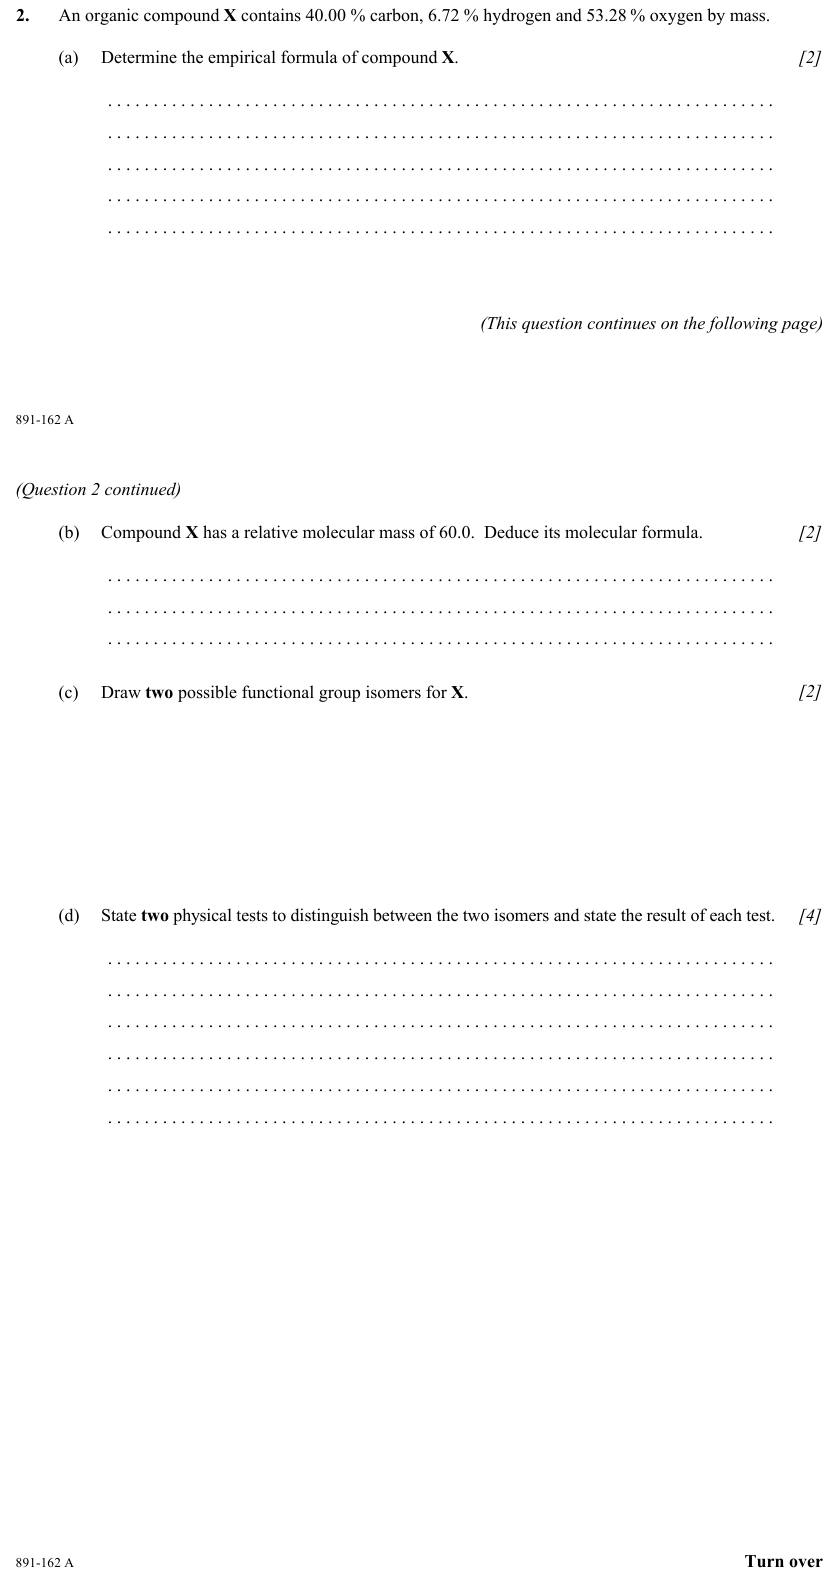 2. An organic compound X contains 40.00 % carbon, 6.72 % hydrogen and 53.28 % oxygen by mass.
(a) Determine the empirical formula of compound X. [2]
(This question continues on the following page)
891-162 A
(Question 2 continued)
(b) Compound X has a relative molecular mass of 60.0. Deduce its molecular formula. [2]
(c) Draw two possible functional group isomers for X. [2]
(d) State two physical tests to distinguish between the two isomers and state the result of each test. [4]
891-162 A Turn over